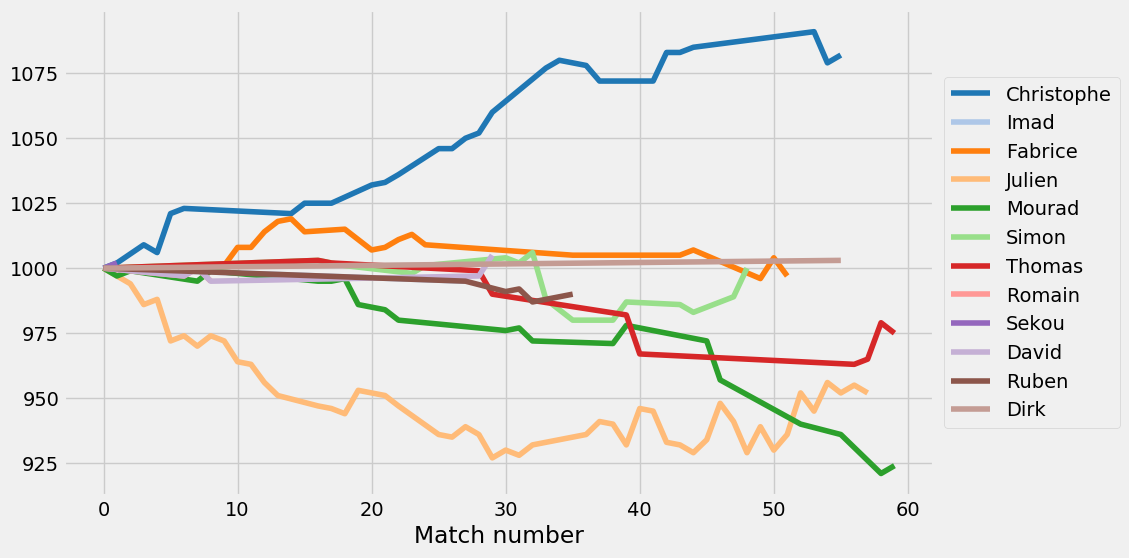 1075
1050
1025
1000
975
950
925
0 10 20 30 40 50 60
Match number
Christophe
Imad
Fabrice
Julien
Mourad
Simon
Thomas
Romain
Sekou
David
Ruben
Dirk